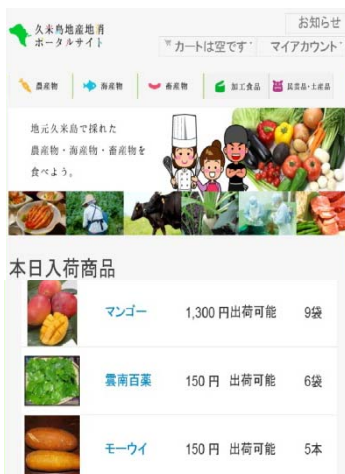 久米島地産地消
ポータルサイト
お知らせ
カートは空です
マイアカウント
農産物
海産物
畜産物
加工食品
民芸品・土産品
地元久米島で採れた
農産物・海産物・畜産物を
食べよう。
本日入荷商品
マンゴー 1,300 円 出荷可能 9袋
雲南百薬 150 円 出荷可能 6袋
モーウイ 150 円 出荷可能 5本